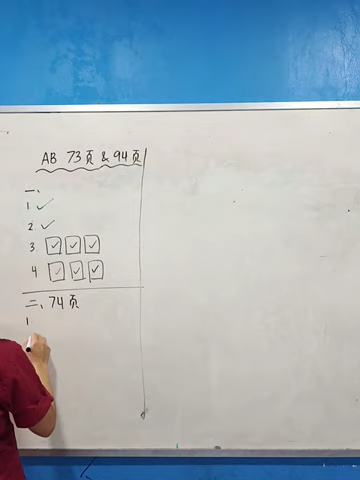 AB 73页 & 94页
一、
1. ✓
2. ✓
3. ✓ ✓ ✓
4. ✓ ✓ ✓
二、74页
1.